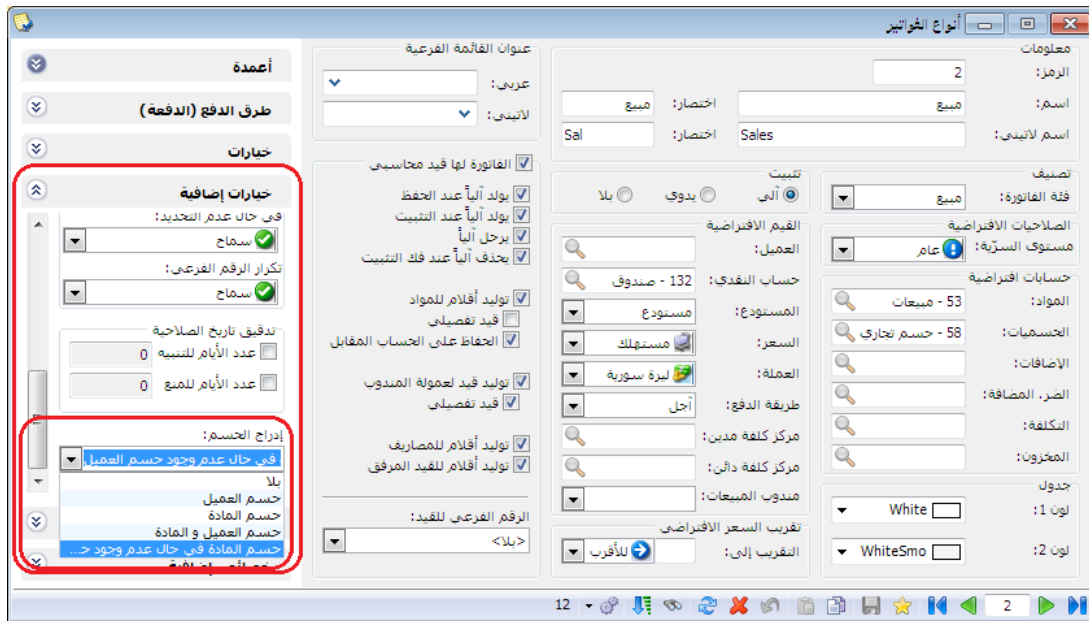 أنواع الفواتير
معلومات
الرمز: 2
اسم: مبيع اختصار: مبيع
اسم لاتيني: Sales اختصار: Sal
تصنيف
فئة الفاتورة: مبيع
الصلاحيات الافتراضية
مستوى السرّية: عام
حسابات افتراضية
المواد: 53 - مبيعات
الحسميات: 58 - حسم تجاري
الإضافات:
الضر. المضافة:
التكلفة:
المخزون:
جدول
لون 1: White
لون 2: WhiteSmo
تثبيت
آلي يدوي بلا
القيم الافتراضية
العميل:
حساب النقدي: 132 - صندوق
المستودع: مستودع
السعر: مستهلك
العملة: ليرة سورية
طريقة الدفع: آجل
مركز كلفة مدين:
مركز كلفة دائن:
مندوب المبيعات:
تقريب السعر الافتراضي
التقريب إلى: للأقرب
عنوان القائمة الفرعية
عربي:
لاتيني:
الفاتورة لها قيد محاسبي
يولد آلياً عند الحفظ
يولد آلياً عند التثبيت
يرحل آلياً
يحذف آلياً عند فك التثبيت
توليد أقلام للمواد
قيد تفصيلي
الحفاظ على الحساب المقابل
توليد قيد لعمولة المندوب
قيد تفصيلي
توليد أقلام للمصاريف
توليد أقلام للقيد المرفق
الرقم الفرعي للقيد:
<بلا>
أعمدة
طرق الدفع (الدفعة)
خيارات
خيارات إضافية
في حال عدم التحديد:
سماح
تكرار الرقم الفرعي:
سماح
تدقيق تاريخ الصلاحية
عدد الأيام للتنبيه 0
عدد الأيام للمنع 0
إدراج الحسم:
في حال عدم وجود حسم العميل
بلا
حسم العميل
حسم المادة
حسم العميل و المادة
حسم المادة في حال عدم وجود حـ...
2
12